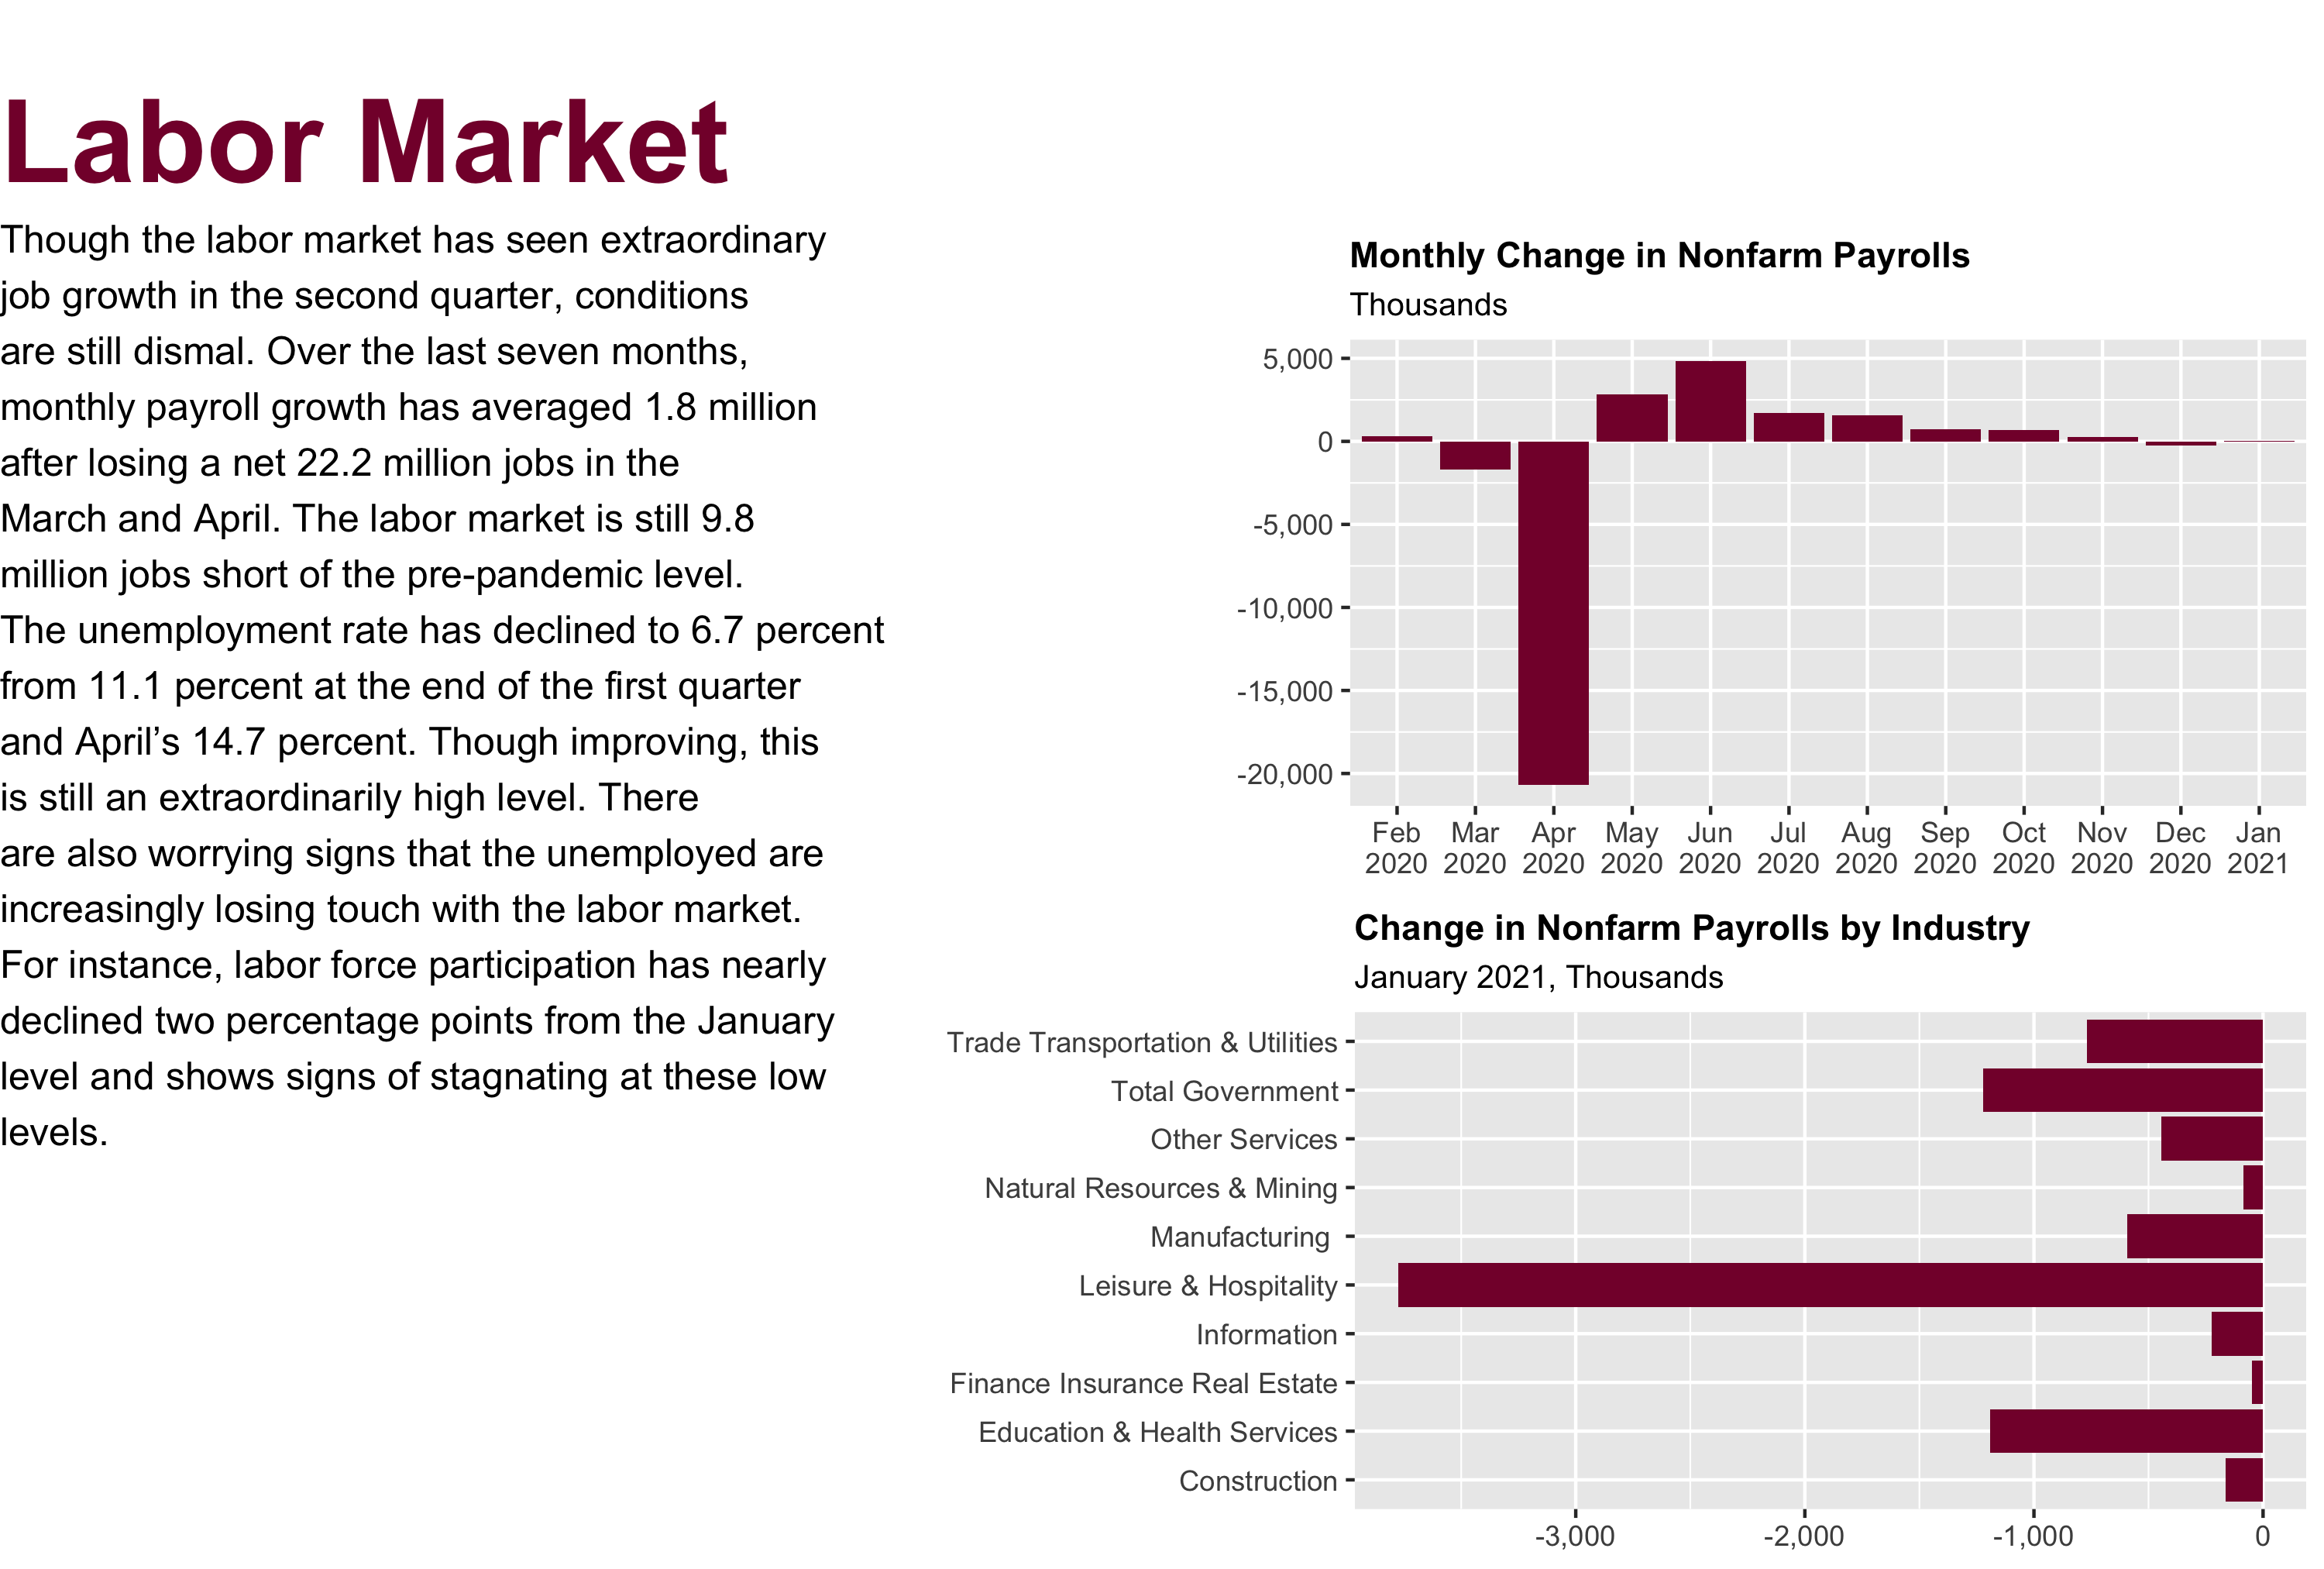 Labor Market
Though the labor market has seen extraordinary
job growth in the second quarter, conditions
are still dismal. Over the last seven months,
monthly payroll growth has averaged 1.8 million
after losing a net 22.2 million jobs in the
March and April. The labor market is still 9.8
million jobs short of the pre-pandemic level.
The unemployment rate has declined to 6.7 percent
from 11.1 percent at the end of the first quarter
and April’s 14.7 percent. Though improving, this
is still an extraordinarily high level. There
are also worrying signs that the unemployed are
increasingly losing touch with the labor market.
For instance, labor force participation has nearly
declined two percentage points from the January
level and shows signs of stagnating at these low
levels.
Monthly Change in Nonfarm Payrolls
Thousands
5,000
0
-5,000
-10,000
-15,000
-20,000
Feb Mar Apr May Jun Jul Aug Sep Oct Nov Dec Jan
2020 2020 2020 2020 2020 2020 2020 2020 2020 2020 2020 2021
Change in Nonfarm Payrolls by Industry
January 2021, Thousands
Trade Transportation & Utilities
Total Government
Other Services
Natural Resources & Mining
Manufacturing
Leisure & Hospitality
Information
Finance Insurance Real Estate
Education & Health Services
Construction
-3,000 -2,000 -1,000 0